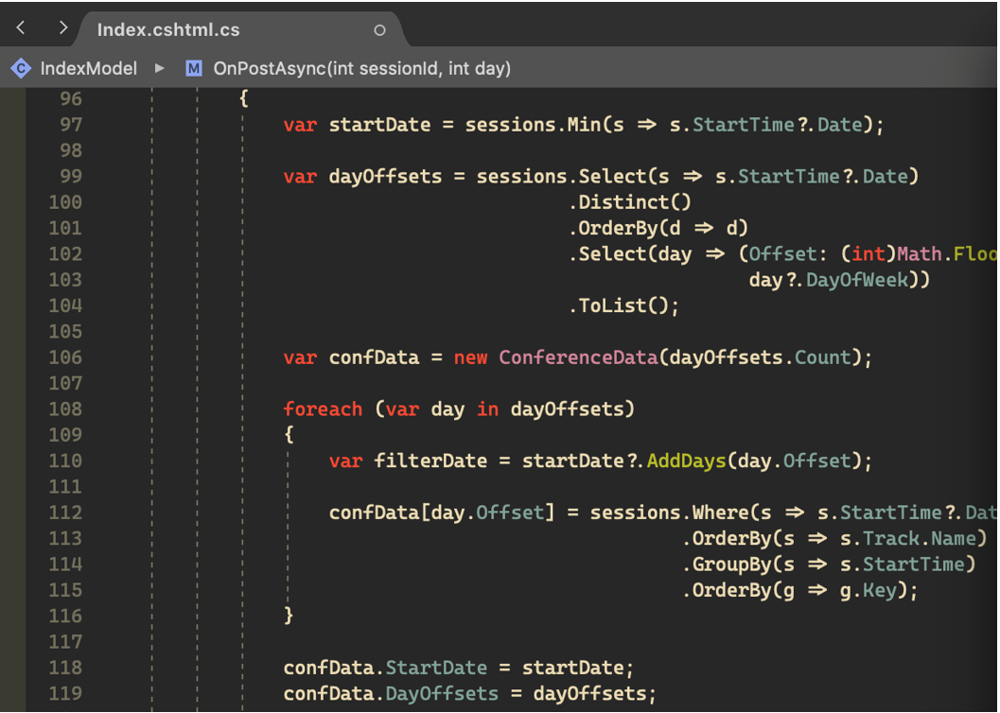 Index.cshtml.cs
C IndexModel ▸ M OnPostAsync(int sessionId, int day)
96 {
97 var startDate = sessions.Min(s => s.StartTime?.Date);
98
99 var dayOffsets = sessions.Select(s => s.StartTime?.Date)
100 .Distinct()
101 .OrderBy(d => d)
102 .Select(day => (Offset: (int)Math.Floo
103 day?.DayOfWeek))
104 .ToList();
105
106 var confData = new ConferenceData(dayOffsets.Count);
107
108 foreach (var day in dayOffsets)
109 {
110 var filterDate = startDate?.AddDays(day.Offset);
111
112 confData[day.Offset] = sessions.Where(s => s.StartTime?.Dat
113 .OrderBy(s => s.Track.Name)
114 .GroupBy(s => s.StartTime)
115 .OrderBy(g => g.Key);
116 }
117
118 confData.StartDate = startDate;
119 confData.DayOffsets = dayOffsets;